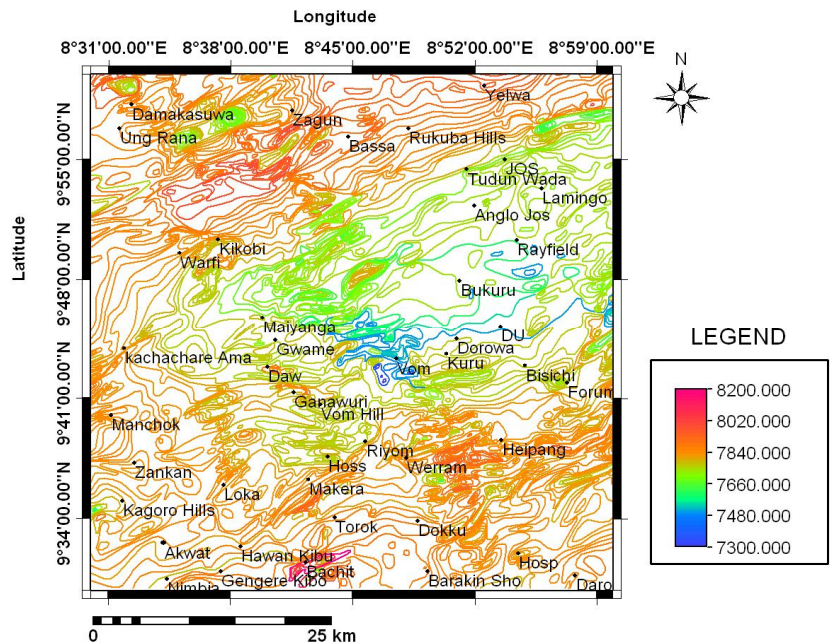 Longitude
8°31'00.00"E 8°38'00.00"E 8°45'00.00"E 8°52'00.00"E 8°59'00.00"E
N
Latitude
9°55'00.00"N
9°48'00.00"N
9°41'00.00"N
9°34'00.00"N
Yelwa
Damakasuwa
Zagun
Ung Rana
Bassa
Rukuba Hills
JOS
Tudun Wada
Lamingo
Anglo Jos
Kikobi
Rayfield
Warfi
Bukuru
Maiyanga
DU
Gwame
Dorowa
kachachare Ama
Kuru
Vom
Daw
Bisichi
Forum
Ganawuri
Vom Hill
Manchok
Riyom
Heipang
Hoss
Werram
Zankan
Loka
Makera
Kagoro Hills
Torok
Dokku
Akwat
Hawan Kibu
Hosp
Bachit
Nimbia
Gengere Kibo
Barakin Sho
Daro
LEGEND
8200.000
8020.000
7840.000
7660.000
7480.000
7300.000
0 25 km